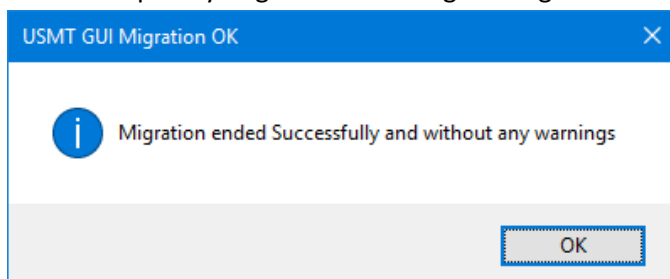 USMT GUI Migration OK
Migration ended Successfully and without any warnings
OK